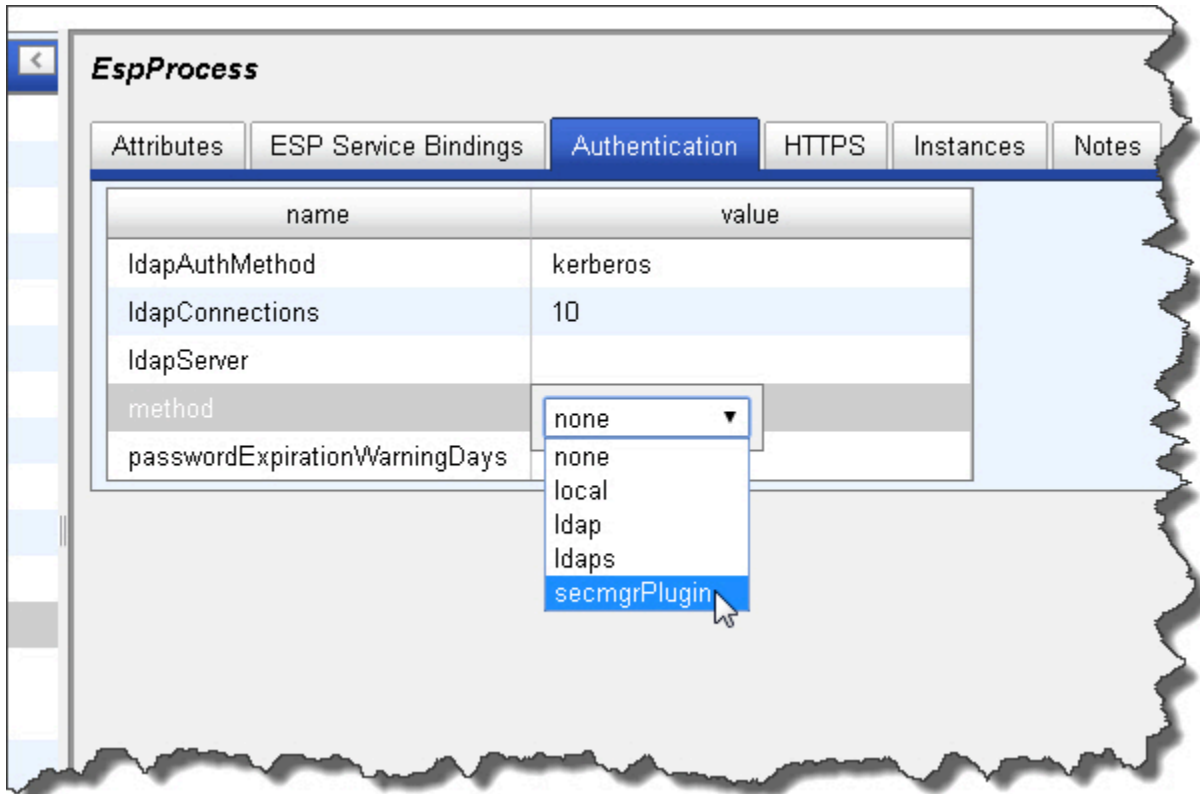 EspProcess
Attributes ESP Service Bindings Authentication HTTPS Instances Notes
name value
ldapAuthMethod kerberos
ldapConnections 10
ldapServer
method none
passwordExpirationWarningDays none
local
ldap
ldaps
secmgrPlugin